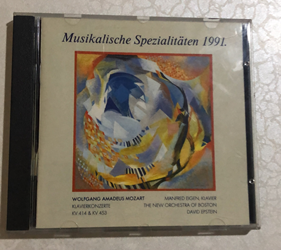 Musikalische Spezialitäten 1991.
WOLFGANG AMADEUS MOZART
KLAVIERKONZERTE
KV 414 & KV 453
MANFRED EIGEN, KLAVIER
THE NEW ORCHESTRA OF BOSTON
DAVID EPSTEIN